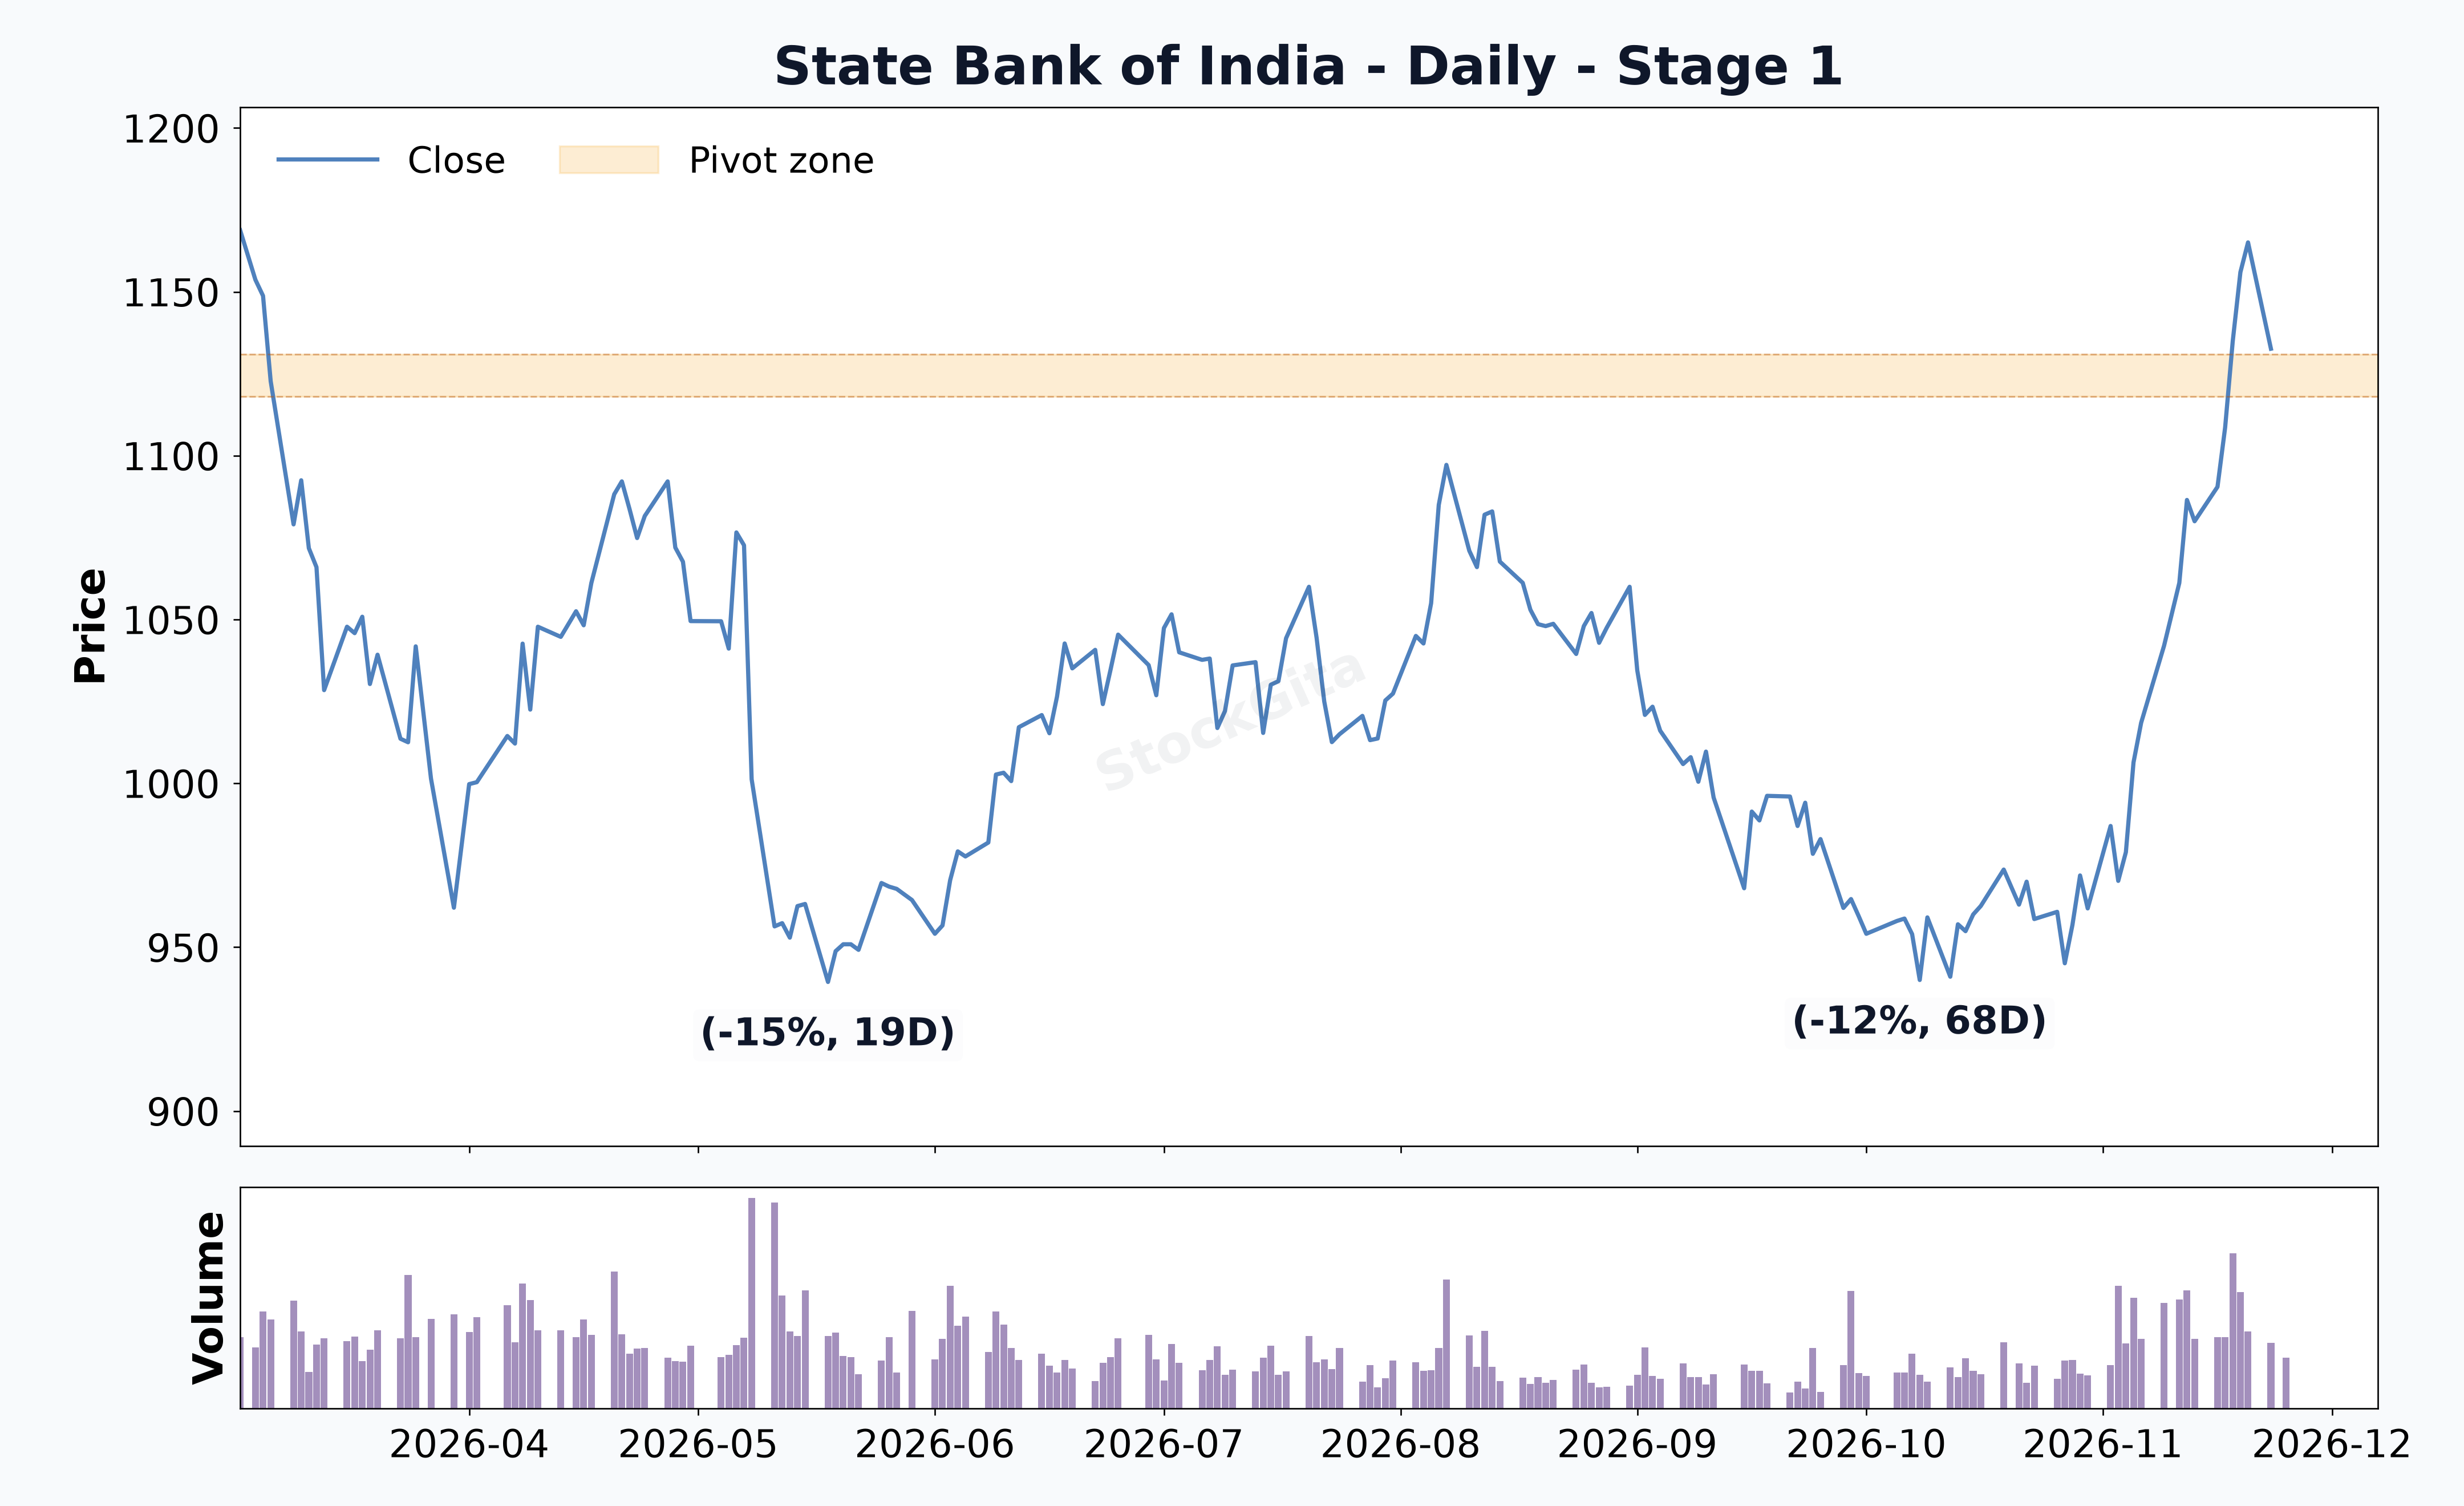 State Bank of India - Daily - Stage 1
Close
Pivot zone
Price
1200
1150
1100
1050
1000
950
900
StockGita
(-15%, 19D)
(-12%, 68D)
Volume
2026-04
2026-05
2026-06
2026-07
2026-08
2026-09
2026-10
2026-11
2026-12